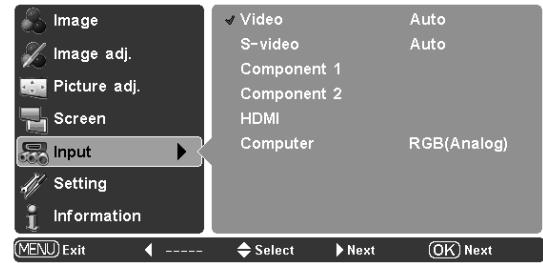 Image
Image adj.
Picture adj.
Screen
Input
Setting
Information
Video Auto
S-video Auto
Component 1
Component 2
HDMI
Computer RGB(Analog)
MENU Exit ----- Select Next OK Next